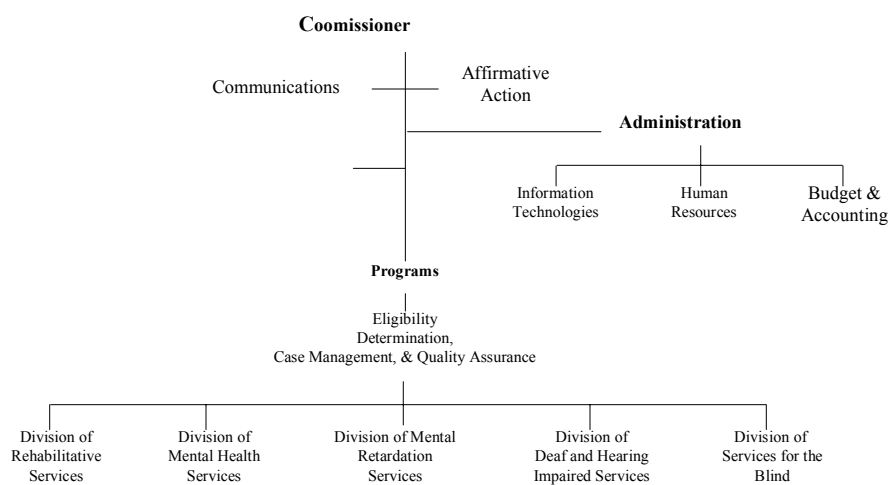 Coomissioner
Communications
Affirmative
Action
Administration
Information
Technologies
Human
Resources
Budget &
Accounting
Programs
Eligibility
Determination,
Case Management, & Quality Assurance
Division of
Rehabilitative
Services
Division of
Mental Health
Services
Division of Mental
Retardation
Services
Division of
Deaf and Hearing
Impaired Services
Division of
Services for the
Blind